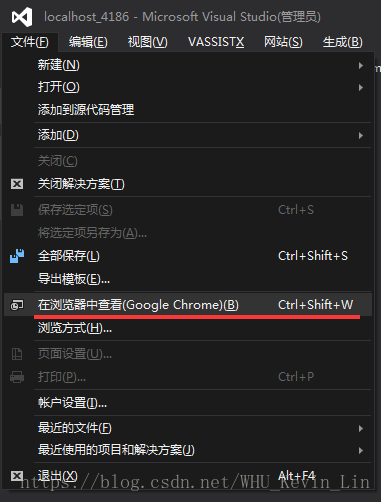 localhost_4186 - Microsoft Visual Studio(管理员)
文件(F) 编辑(E) 视图(V) VASSISTX 网站(S) 生成(B)
新建(N)
打开(O)
添加到源代码管理
添加(D)
关闭(C)
关闭解决方案(T)
保存选定项(S) Ctrl+S
将选定项另存为(A)...
全部保存(L) Ctrl+Shift+S
导出模板(E)...
在浏览器中查看(Google Chrome)(B) Ctrl+Shift+W
浏览方式(H)...
页面设置(U)...
打印(P)... Ctrl+P
帐户设置(I)...
最近的文件(F)
最近使用的项目和解决方案(J)
退出(X) Alt+F4
https://blog.csdn.net/WHU_Kevin_Lin